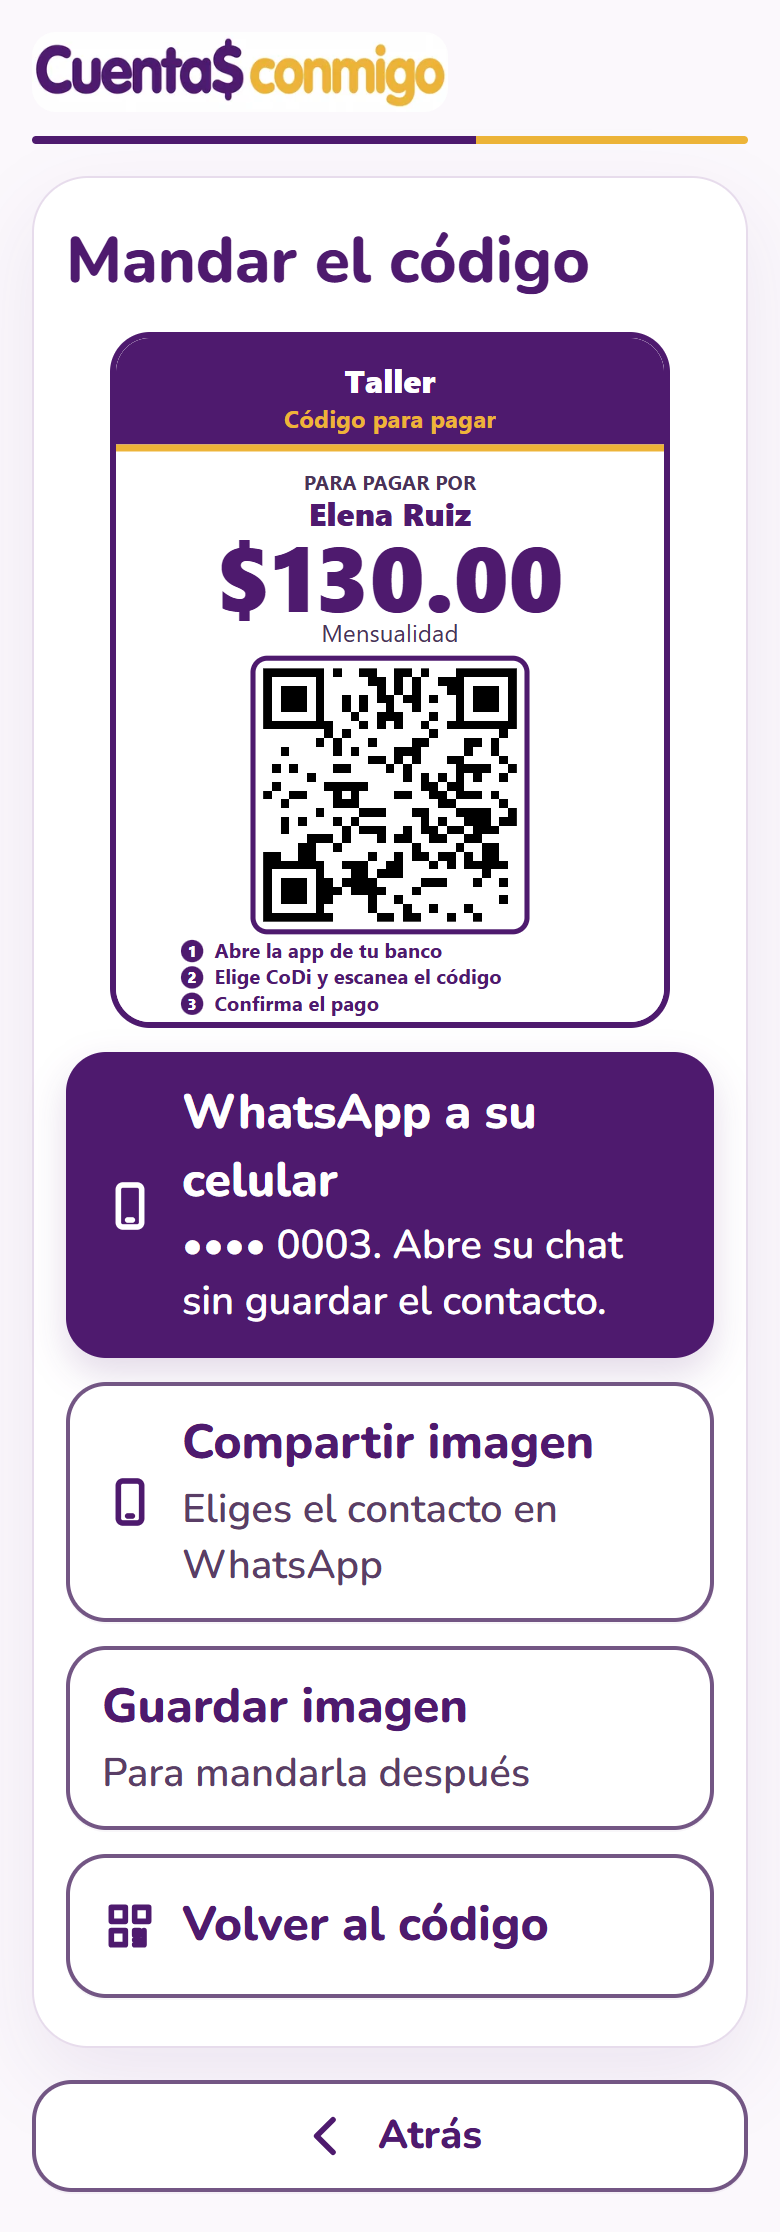 Cuenta$ conmigo
Mandar el código
Taller
Código para pagar
PARA PAGAR POR
Elena Ruiz
$130.00
Mensualidad
1 Abre la app de tu banco
2 Elige CoDi y escanea el código
3 Confirma el pago
WhatsApp a su
celular
•••• 0003. Abre su chat
sin guardar el contacto.
Compartir imagen
Eliges el contacto en
WhatsApp
Guardar imagen
Para mandarla después
Volver al código
Atrás